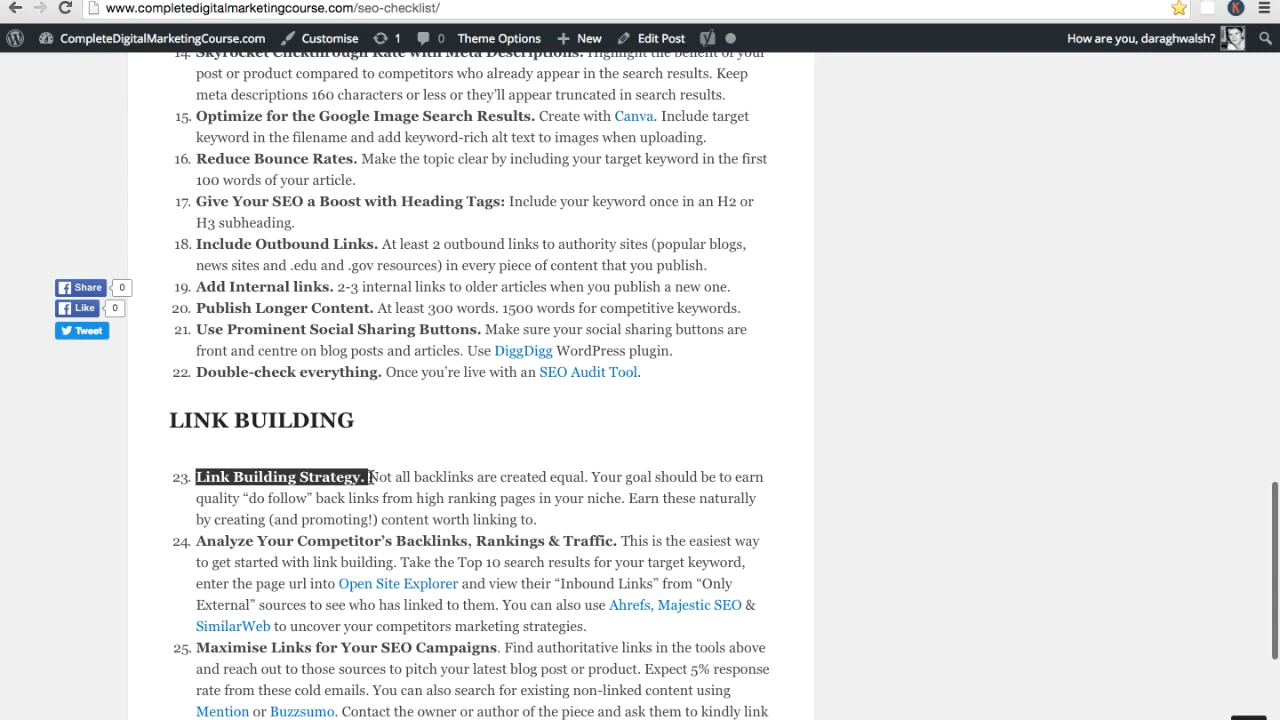 www.completedigitalmarketingcourse.com/seo-checklist/
CompleteDigitalMarketingCourse.com Customise 1 0 Theme Options New Edit Post How are you, daraghwalsh?
14. Skyrocket Clickthrough Rate with Meta Descriptions. Highlight the benefit of your
post or product compared to competitors who already appear in the search results. Keep
meta descriptions 160 characters or less or they’ll appear truncated in search results.
15. Optimize for the Google Image Search Results. Create with Canva. Include target
keyword in the filename and add keyword-rich alt text to images when uploading.
16. Reduce Bounce Rates. Make the topic clear by including your target keyword in the first
100 words of your article.
17. Give Your SEO a Boost with Heading Tags: Include your keyword once in an H2 or
H3 subheading.
18. Include Outbound Links. At least 2 outbound links to authority sites (popular blogs,
news sites and .edu and .gov resources) in every piece of content that you publish.
Share 0
19. Add Internal links. 2-3 internal links to older articles when you publish a new one.
Like 0
20. Publish Longer Content. At least 300 words. 1500 words for competitive keywords.
Tweet
21. Use Prominent Social Sharing Buttons. Make sure your social sharing buttons are
front and centre on blog posts and articles. Use DiggDigg WordPress plugin.
22. Double-check everything. Once you’re live with an SEO Audit Tool.
LINK BUILDING
23. Link Building Strategy. Not all backlinks are created equal. Your goal should be to earn
quality “do follow” back links from high ranking pages in your niche. Earn these naturally
by creating (and promoting!) content worth linking to.
24. Analyze Your Competitor’s Backlinks, Rankings & Traffic. This is the easiest way
to get started with link building. Take the Top 10 search results for your target keyword,
enter the page url into Open Site Explorer and view their “Inbound Links” from “Only
External” sources to see who has linked to them. You can also use Ahrefs, Majestic SEO &
SimilarWeb to uncover your competitors marketing strategies.
25. Maximise Links for Your SEO Campaigns. Find authoritative links in the tools above
and reach out to those sources to pitch your latest blog post or product. Expect 5% response
rate from these cold emails. You can also search for existing non-linked content using
Mention or Buzzsumo. Contact the owner or author of the piece and ask them to kindly link